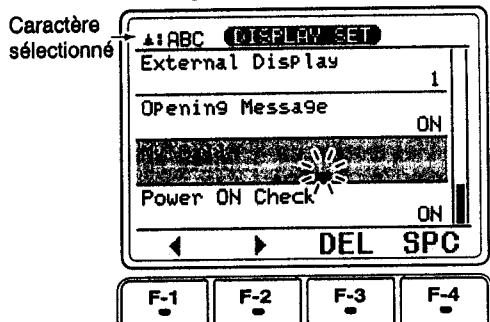 Caractère
sélectionné
▲:ABC DISPLAY SET
External Display
1
Opening Message
ON
Power ON Check
ON
◀ ▶ DEL SPC
F-1 F-2 F-3 F-4